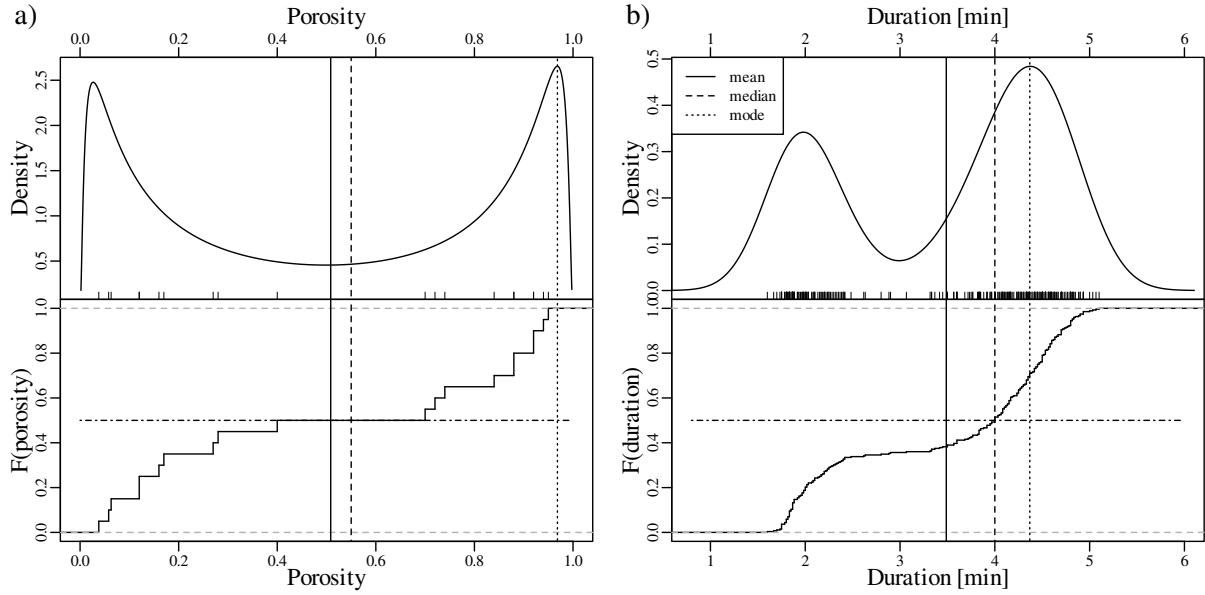 a)
Porosity
0.0 0.2 0.4 0.6 0.8 1.0
Density
0.5 1.0 1.5 2.0 2.5
F(porosity)
0.0 0.2 0.4 0.6 0.8
0.0 0.2 0.4 0.6 0.8 1.0
Porosity
b)
Duration [min]
1 2 3 4 5 6
mean
median
mode
Density
0.0 0.1 0.2 0.3 0.4 0.5
F(duration)
0.0 0.2 0.4 0.6 0.8
1 2 3 4 5 6
Duration [min]